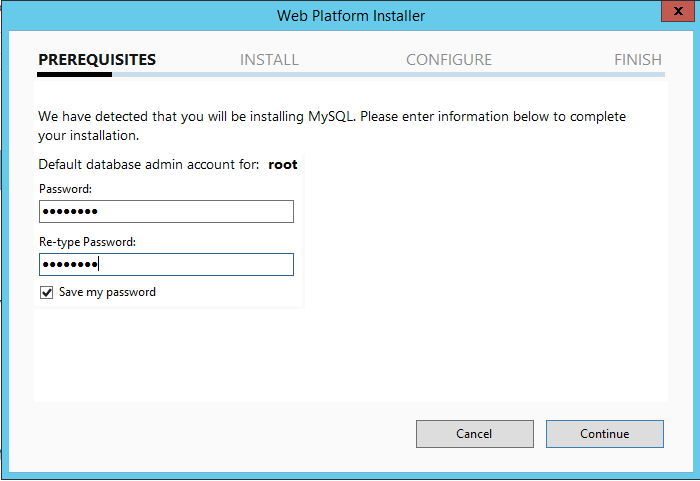 Web Platform Installer
x
PREREQUISITES INSTALL CONFIGURE FINISH
We have detected that you will be installing MySQL. Please enter information below to complete
your installation.
Default database admin account for: root
Password:
••••••••
Re-type Password:
••••••••
Save my password
Cancel Continue